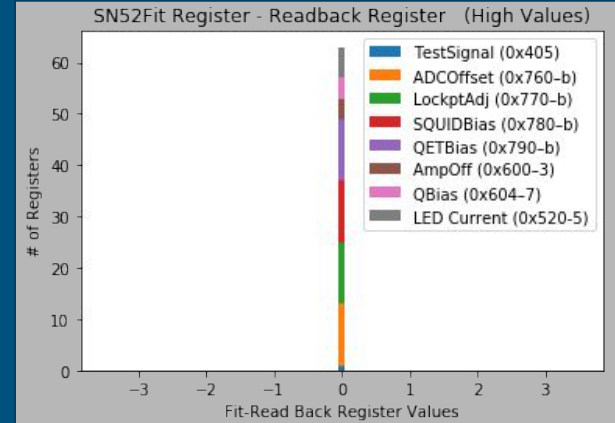 SN52Fit Register - Readback Register (High Values)
TestSignal (0x405)
ADCOffset (0x760–b)
LockptAdj (0x770–b)
SQUIDBias (0x780–b)
QETBias (0x790–b)
AmpOff (0x600–3)
QBias (0x604–7)
LED Current (0x520-5)
# of Registers
60
50
40
30
20
10
0
−3 −2 −1 0 1 2 3
Fit-Read Back Register Values